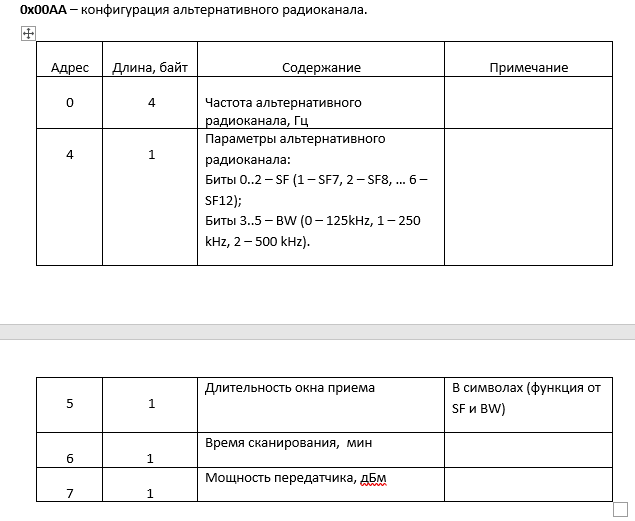 0x00AA – конфигурация альтернативного радиоканала.
Адрес Длина, байт Содержание Примечание
0 4 Частота альтернативного
радиоканала, Гц
4 1 Параметры альтернативного
радиоканала:
Биты 0..2 – SF (1 – SF7, 2 – SF8, ... 6 –
SF12);
Биты 3..5 – BW (0 – 125kHz, 1 – 250
kHz, 2 – 500 kHz).
5 1 Длительность окна приема В символах (функция от
SF и BW)
6 1 Время сканирования, мин
7 1 Мощность передатчика, дБм